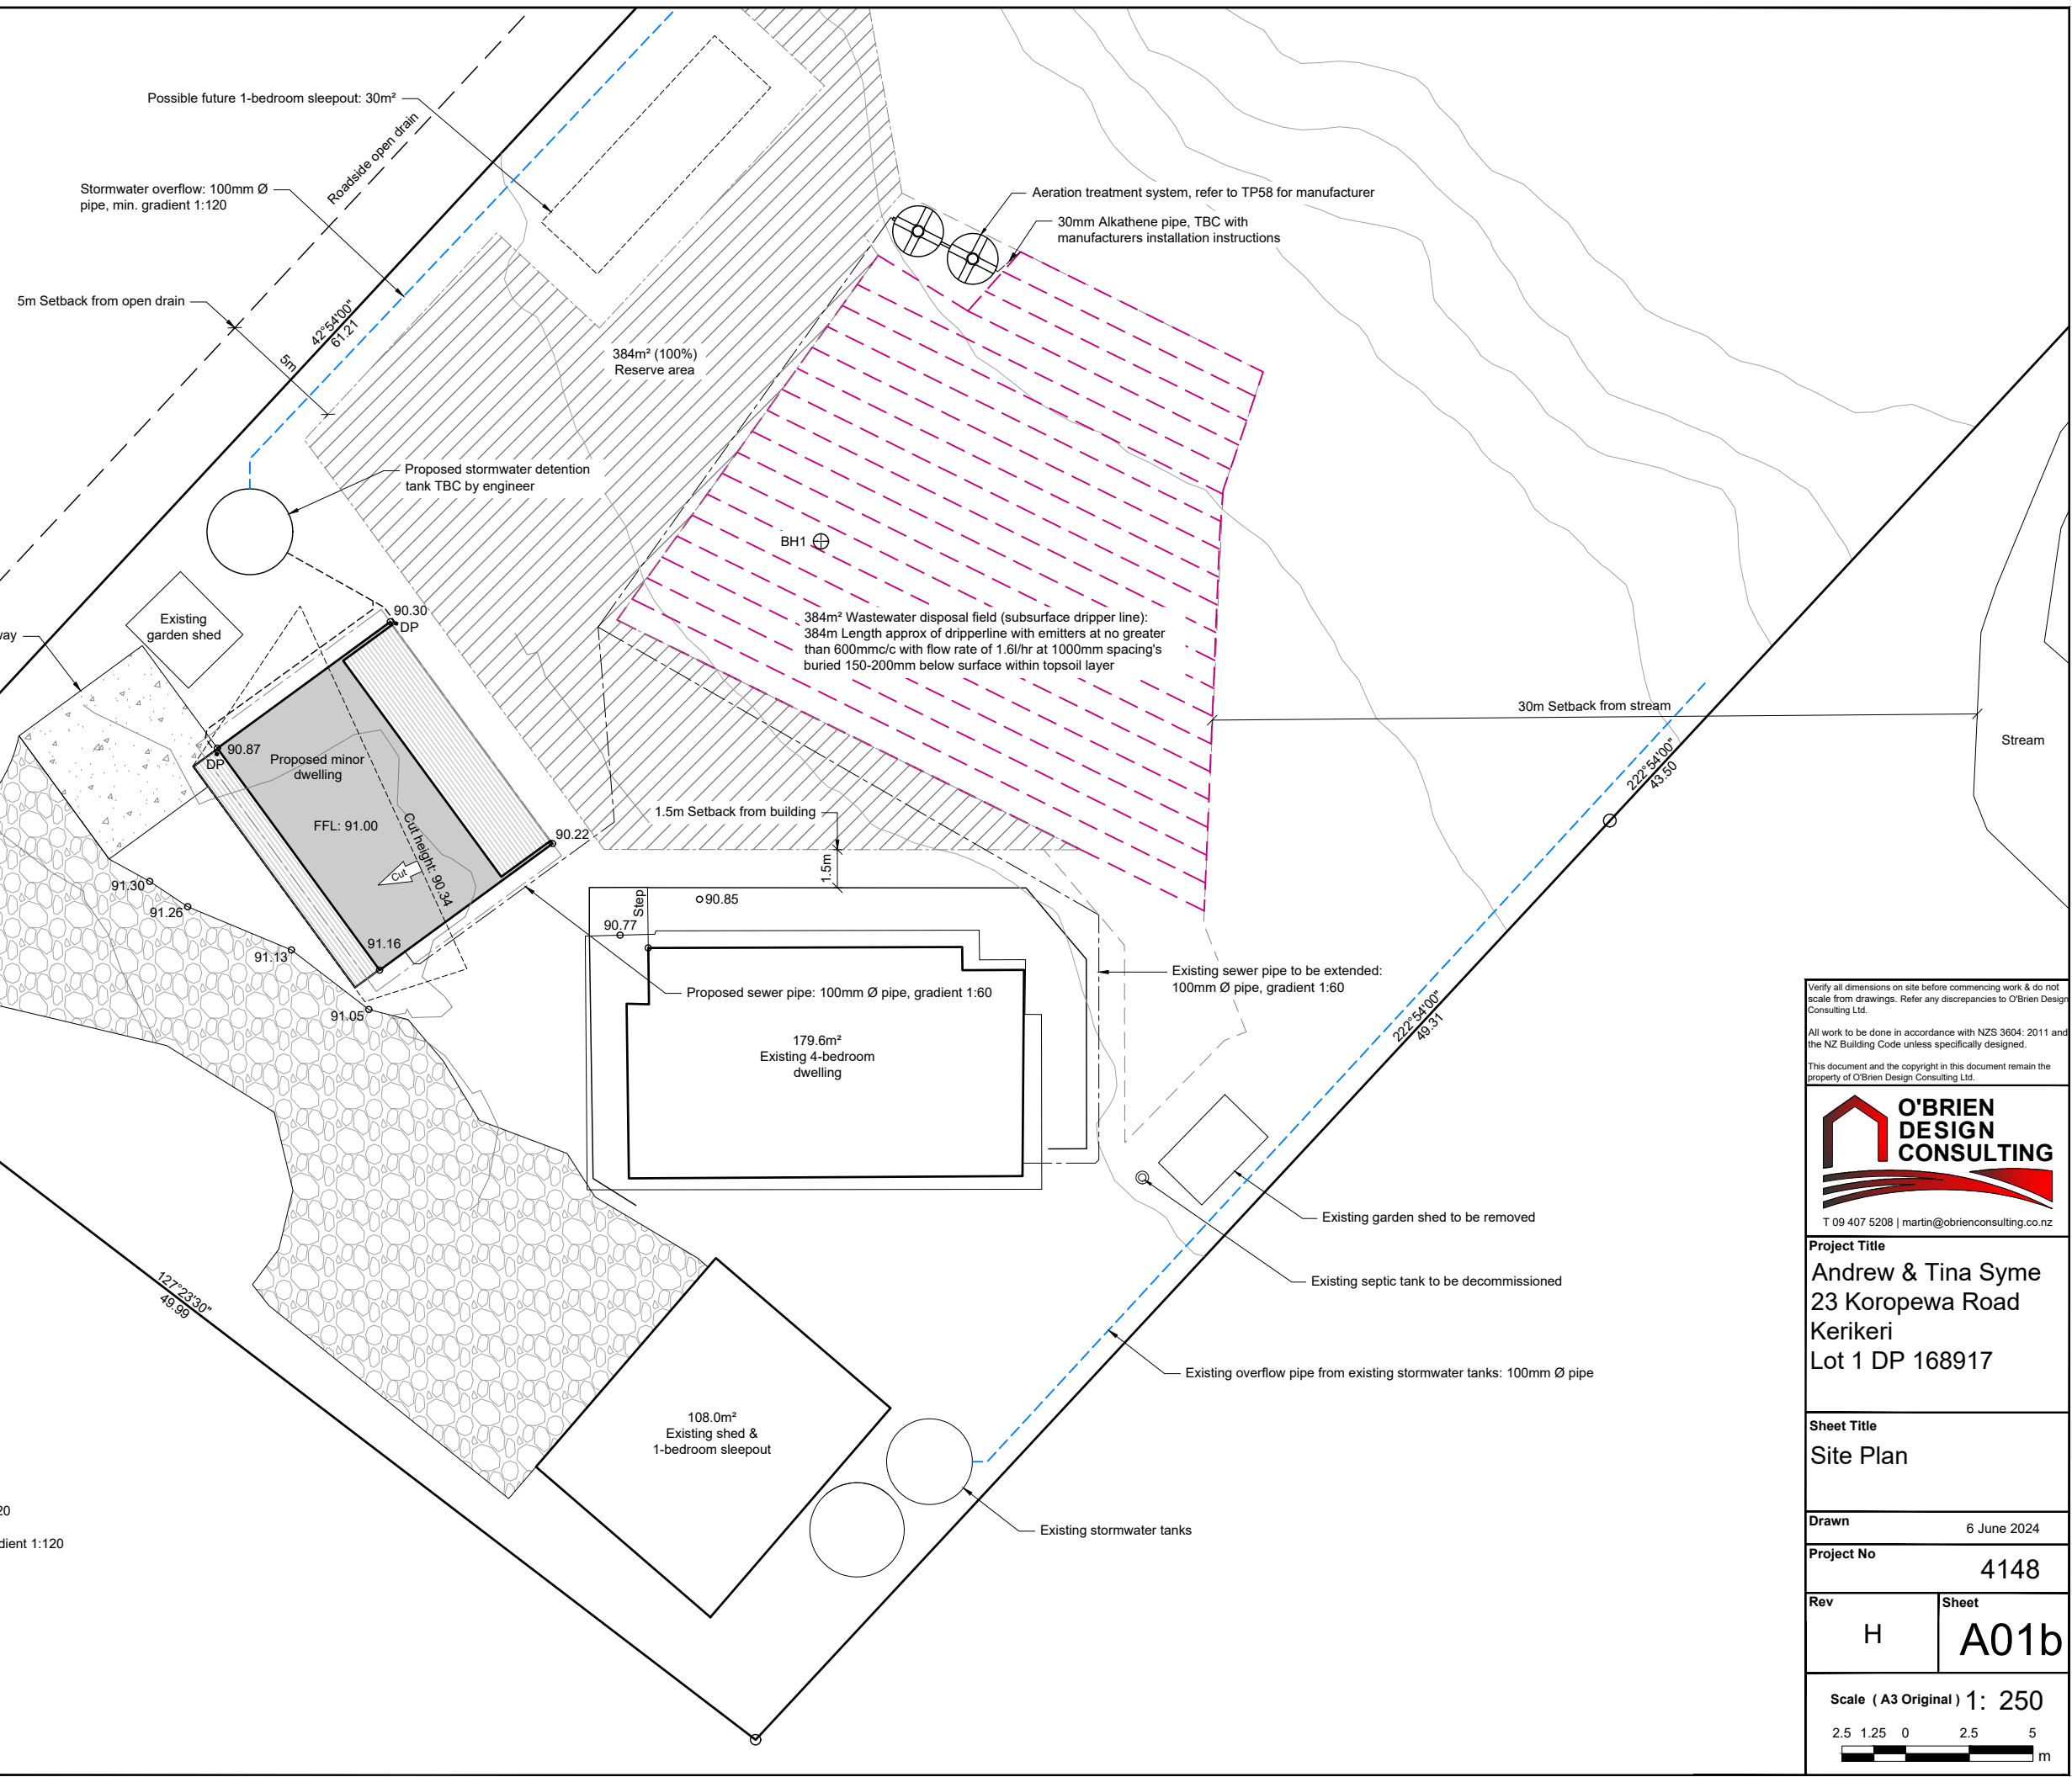 Possible future 1-bedroom sleepout: 30m²
Roadside open drain
Stormwater overflow: 100mm Ø
pipe, min. gradient 1:120
5m Setback from open drain
5m
42°54'00"
61.21
Aeration treatment system, refer to TP58 for manufacturer
30mm Alkathene pipe, TBC with
manufacturers installation instructions
384m² (100%)
Reserve area
Proposed stormwater detention
tank TBC by engineer
BH1
Existing
garden shed
90.30
DP
384m² Wastewater disposal field (subsurface dripper line):
384m Length approx of dripperline with emitters at no greater
than 600mmc/c with flow rate of 1.6l/hr at 1000mm spacing's
buried 150-200mm below surface within topsoil layer
90.87
DP
Proposed minor
dwelling
FFL: 91.00
Cut height: 90.34
Cut
90.22
1.5m Setback from building
1.5m
30m Setback from stream
Stream
222°54'00"
43.50
91.30
91.26
91.13
91.16
91.05
Step
90.85
90.77
Proposed sewer pipe: 100mm Ø pipe, gradient 1:60
Existing sewer pipe to be extended:
100mm Ø pipe, gradient 1:60
179.6m²
Existing 4-bedroom
dwelling
222°54'00"
49.31
Existing garden shed to be removed
Existing septic tank to be decommissioned
127°23'30"
49.99
Existing overflow pipe from existing stormwater tanks: 100mm Ø pipe
108.0m²
Existing shed &
1-bedroom sleepout
Existing stormwater tanks
dient 1:120
Verify all dimensions on site before commencing work & do not
scale from drawings. Refer any discrepancies to O'Brien Design
Consulting Ltd.
All work to be done in accordance with NZS 3604: 2011 and
the NZ Building Code unless specifically designed.
This document and the copyright in this document remain the
property of O'Brien Design Consulting Ltd.
O'BRIEN
DESIGN
CONSULTING
T 09 407 5208 | martin@obrienconsulting.co.nz
Project Title
Andrew & Tina Syme
23 Koropewa Road
Kerikeri
Lot 1 DP 168917
Sheet Title
Site Plan
Drawn
6 June 2024
Project No
4148
Rev
H
Sheet
A01b
Scale ( A3 Original ) 1: 250
2.5 1.25 0 2.5 5
m